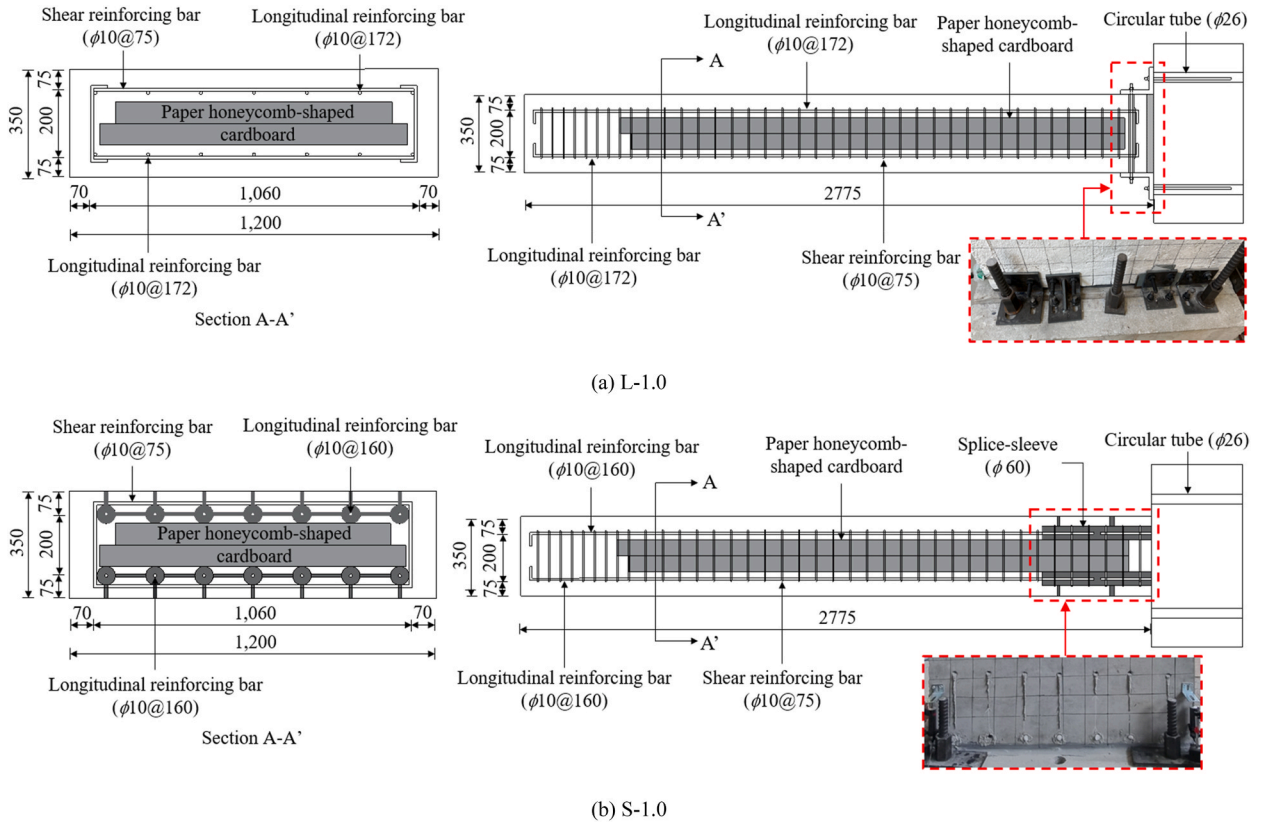 Shear reinforcing bar
(ϕ10@75)
Longitudinal reinforcing bar
(ϕ10@172)
75
350
200
75
Paper honeycomb-shaped
cardboard
70
1,060
70
1,200
Longitudinal reinforcing bar
(ϕ10@172)
Section A-A’
Longitudinal reinforcing bar
(ϕ10@172)
Paper honeycomb-
shaped cardboard
Circular tube (ϕ26)
A
75
350
200
75
A’
2775
Longitudinal reinforcing bar
(ϕ10@172)
Shear reinforcing bar
(ϕ10@75)
(a) L-1.0
Shear reinforcing bar
(ϕ10@75)
Longitudinal reinforcing bar
(ϕ10@160)
75
350
200
75
Paper honeycomb-shaped
cardboard
70
1,060
70
1,200
Longitudinal reinforcing bar
(ϕ10@160)
Section A-A’
Longitudinal reinforcing bar
(ϕ10@160)
Paper honeycomb-
shaped cardboard
Splice-sleeve
(ϕ 60)
Circular tube (ϕ26)
A
75
350
200
75
A’
2775
Longitudinal reinforcing bar
(ϕ10@160)
Shear reinforcing bar
(ϕ10@75)
(b) S-1.0